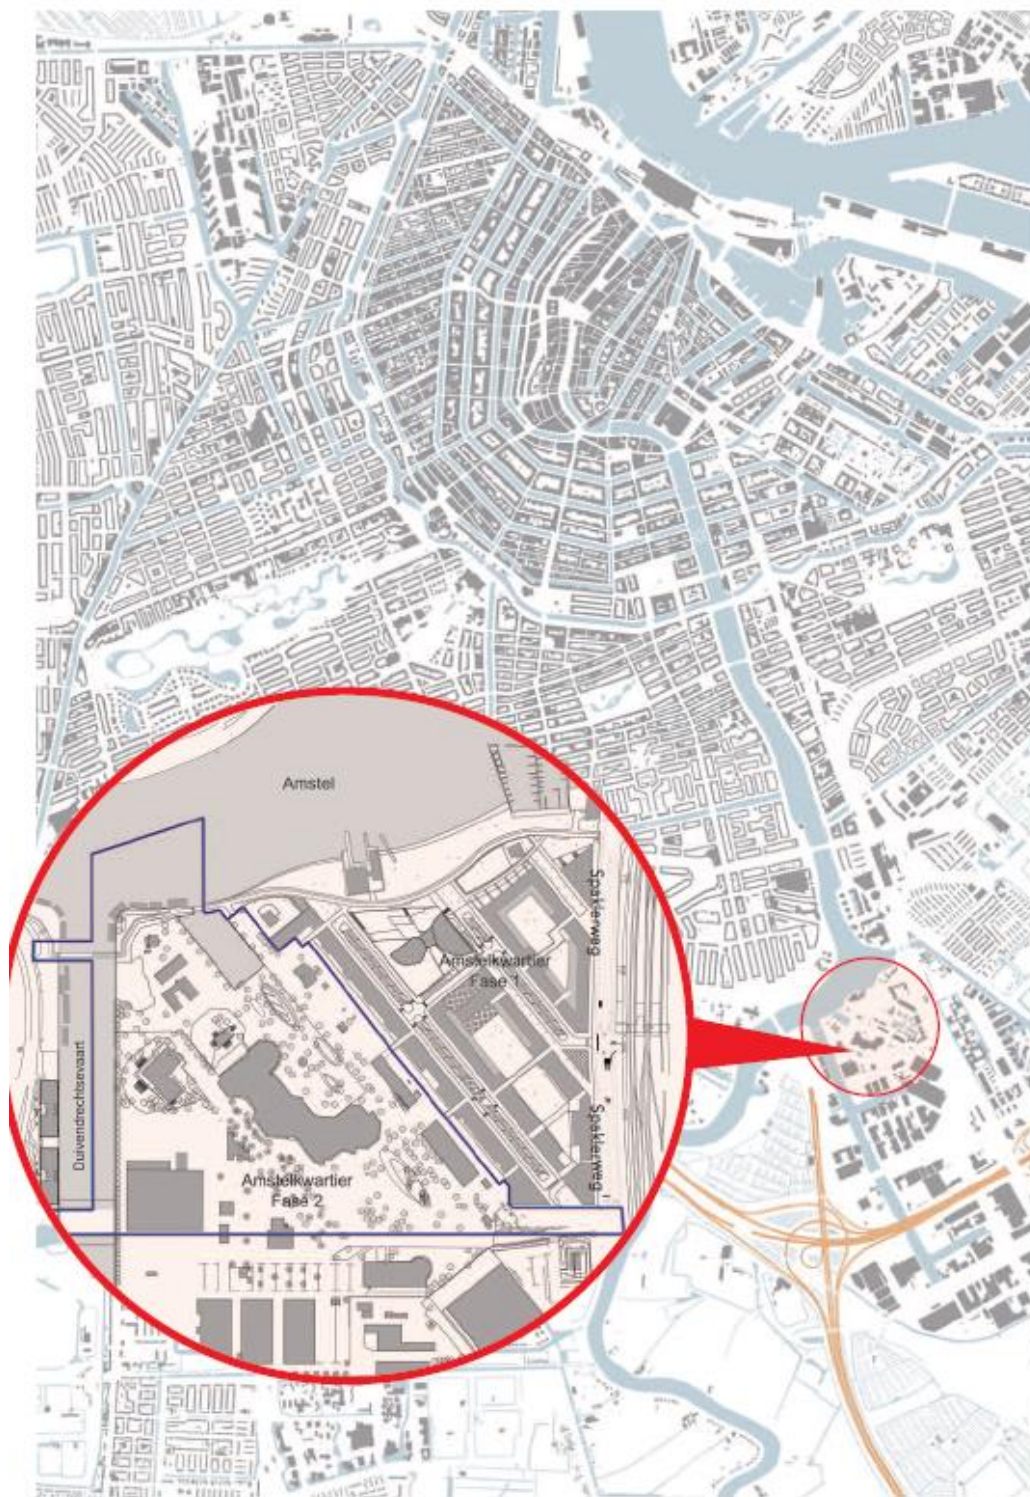 Amstel
Spaklerweg
Amstelkwartier
Fase 1
Duivendrechtsevaart
Spaklerweg
Amstelkwartier
Fase 2